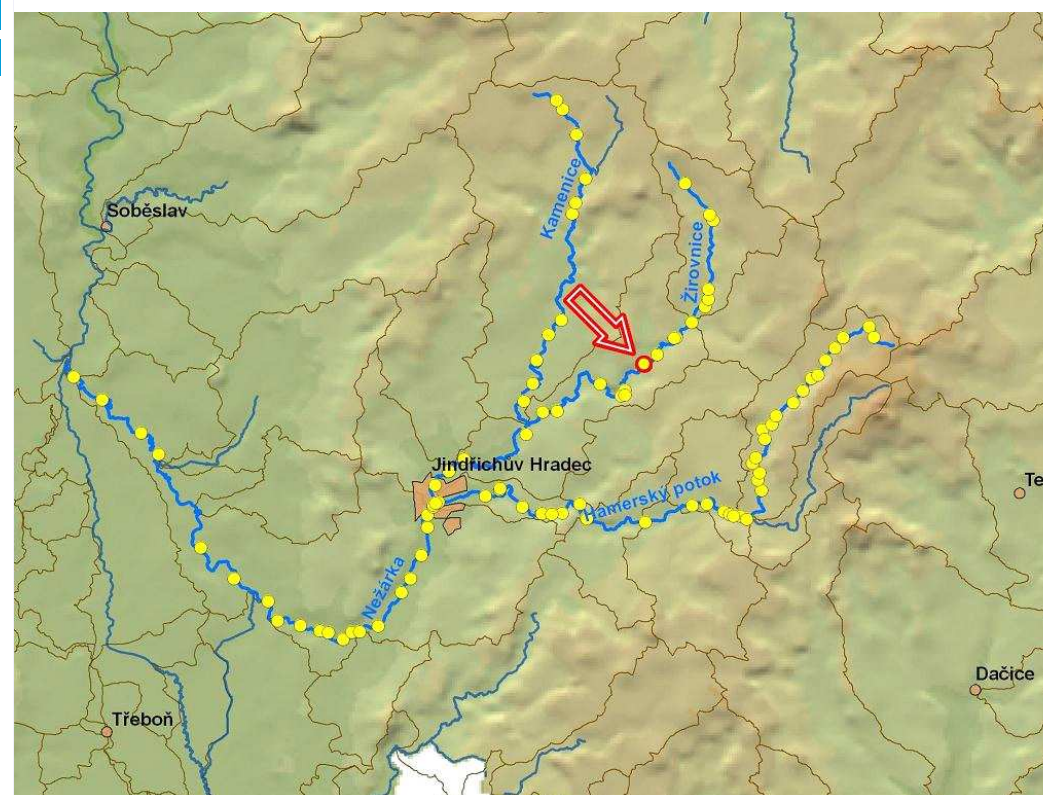 Soběslav
Kamenice
Žirovnice
Jindřichův Hradec
Hamerský potok
Te
Nežárka
Dačice
Třeboň